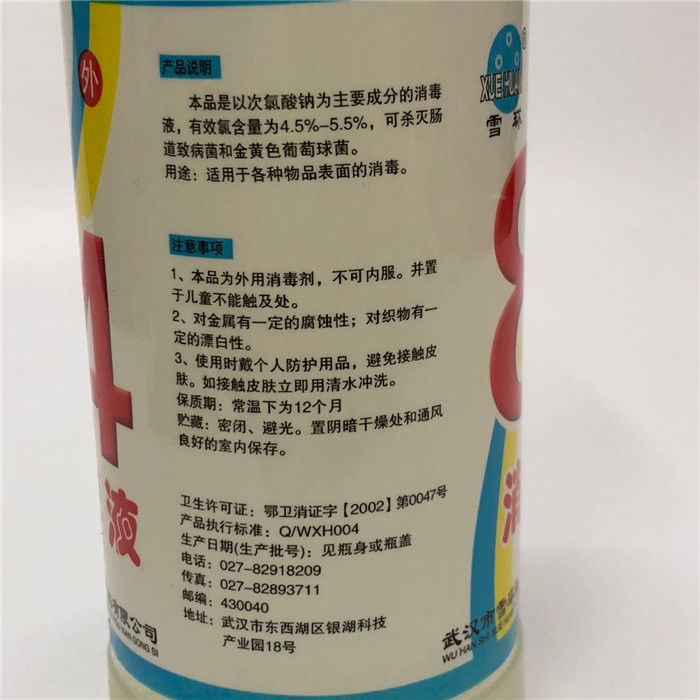 外
产品说明
本品是以次氯酸钠为主要成分的消毒
液，有效氯含量为4.5%–5.5%，可杀灭肠
道致病菌和金黄色葡萄球菌。
用途：适用于各种物品表面的消毒。
注意事项
1、本品为外用消毒剂，不可内服。并置
于儿童不能触及处。
2、对金属有一定的腐蚀性；对织物有一
定的漂白性。
3、使用时戴个人防护用品，避免接触皮
肤。如接触皮肤立即用清水冲洗。
保质期：常温下为12个月
贮藏：密闭、避光。置阴暗干燥处和通风
良好的室内保存。
卫生许可证：鄂卫消证字【2002】第0047号
产品执行标准：Q/WXH004
生产日期(生产批号)：见瓶身或瓶盖
电话：027-82918209
传真：027-82893711
邮编：430040
地址：武汉市东西湖区银湖科技
产业园18号
4
液
有限公司
GONG SI
®
XUE HUA
雪 环
8
消
武汉市雪
WU HAN SHI XUE